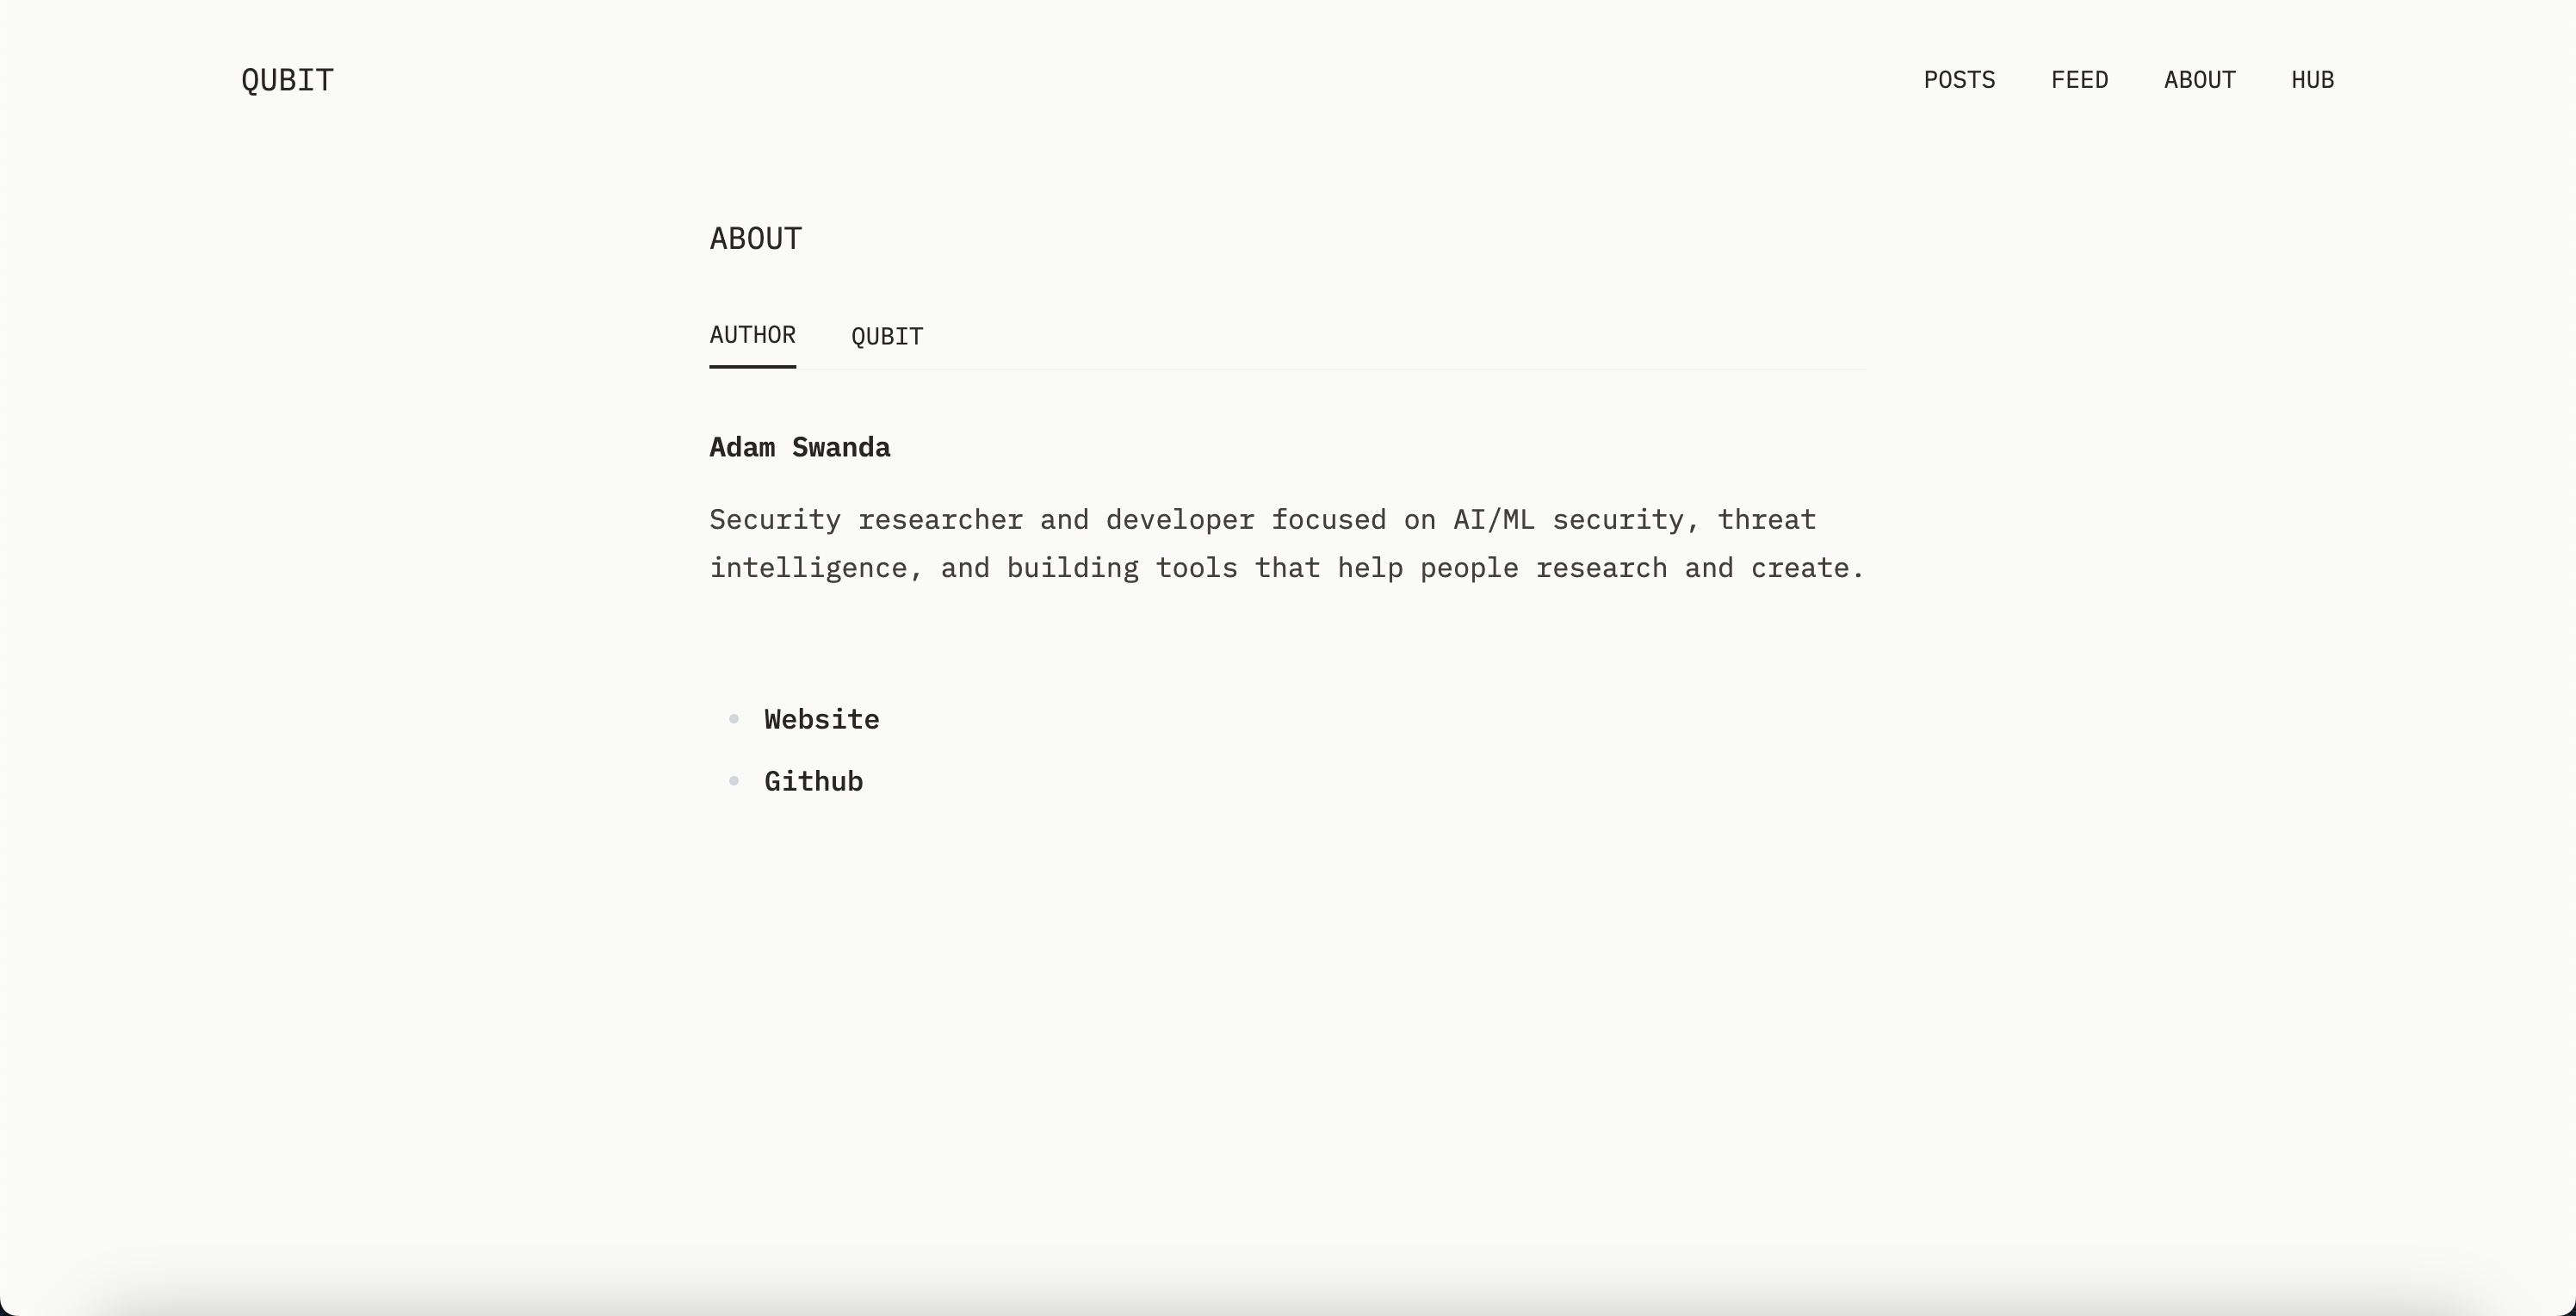 QUBIT
POSTS FEED ABOUT HUB
ABOUT
AUTHOR QUBIT
Adam Swanda
Security researcher and developer focused on AI/ML security, threat
intelligence, and building tools that help people research and create.
Website
Github